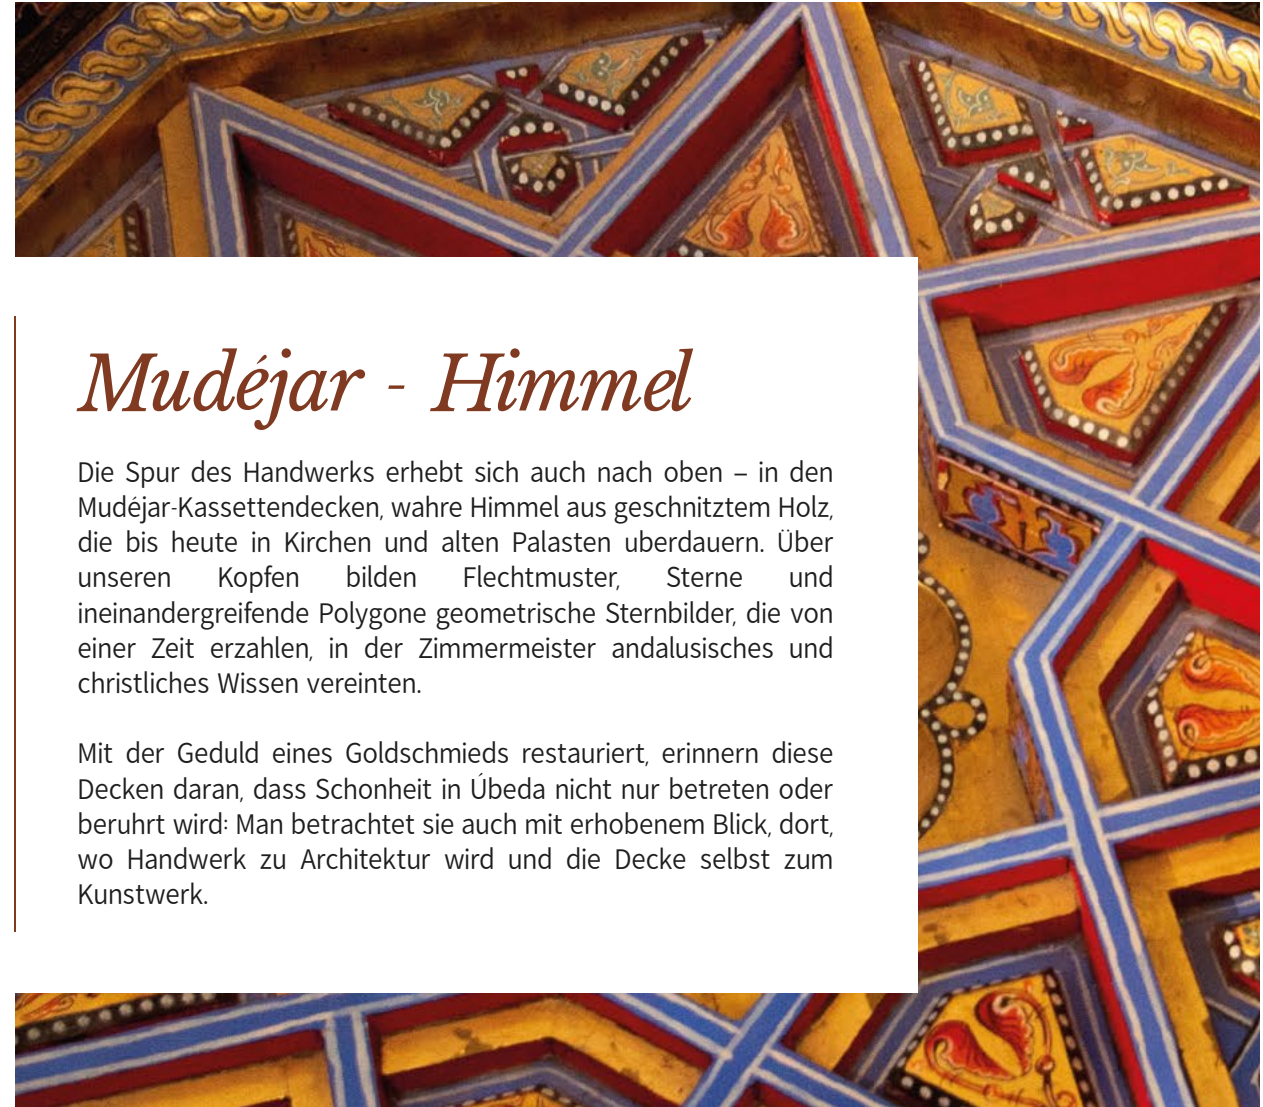 Mudéjar - Himmel
Die Spur des Handwerks erhebt sich auch nach oben – in den
Mudéjar-Kassettendecken, wahre Himmel aus geschnitztem Holz,
die bis heute in Kirchen und alten Palasten uberdauern. Über
unseren Kopfen bilden Flechtmuster, Sterne und
ineinandergreifende Polygone geometrische Sternbilder, die von
einer Zeit erzahlen, in der Zimmermeister andalusisches und
christliches Wissen vereinten.
Mit der Geduld eines Goldschmieds restauriert, erinnern diese
Decken daran, dass Schonheit in Úbeda nicht nur betreten oder
beruhrt wird: Man betrachtet sie auch mit erhobenem Blick, dort,
wo Handwerk zu Architektur wird und die Decke selbst zum
Kunstwerk.